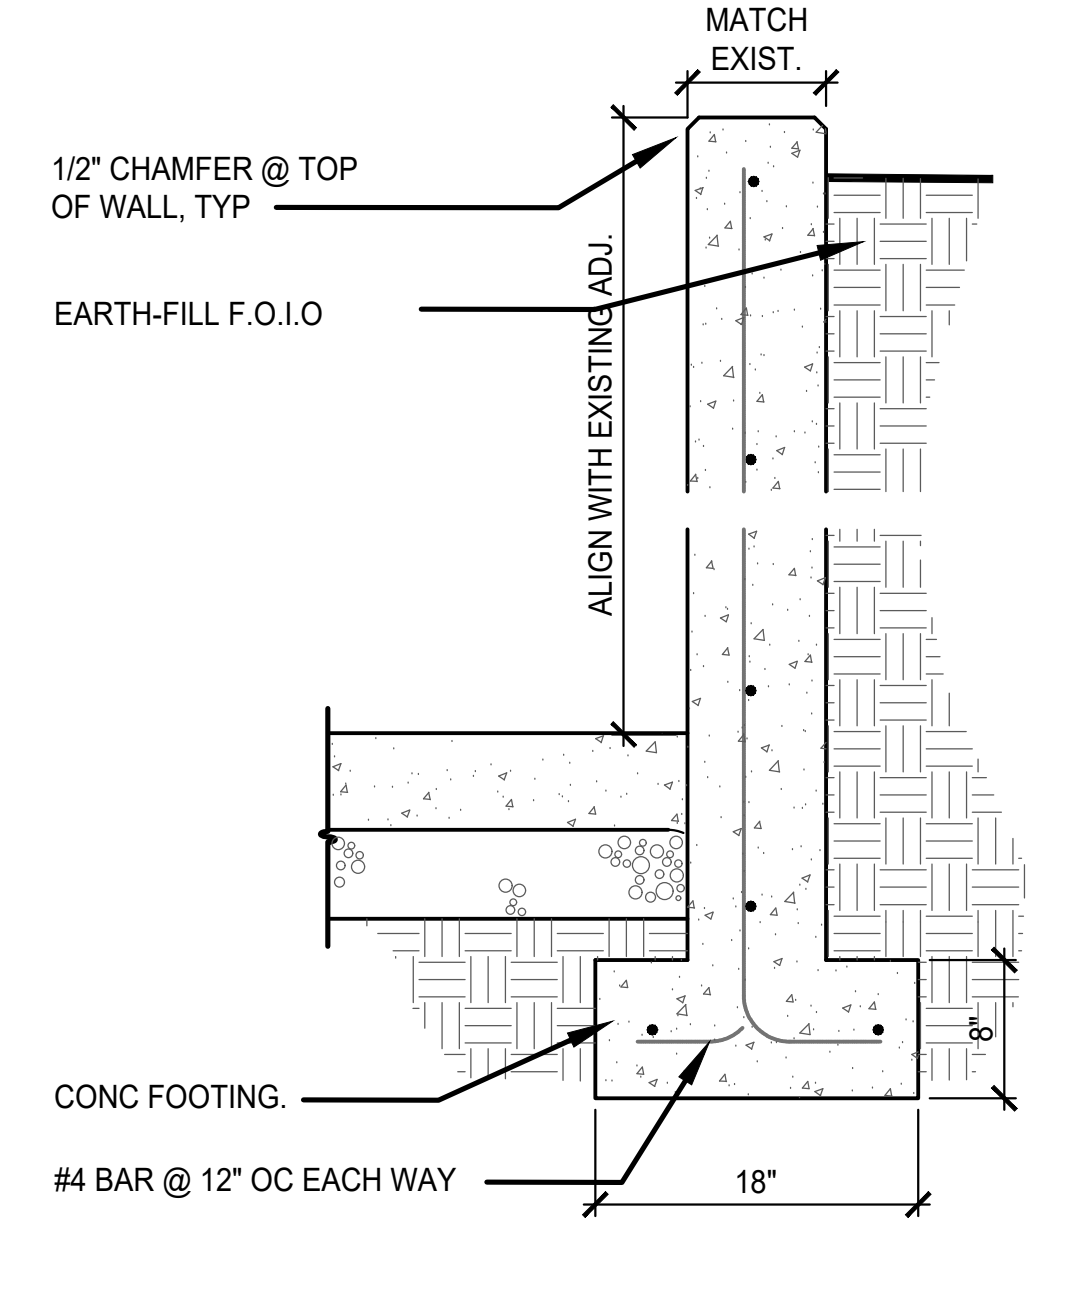 MATCH
EXIST.
1/2" CHAMFER @ TOP
OF WALL, TYP
EARTH-FILL F.O.I.O
ALIGN WITH EXISTING ADJ.
8"
CONC FOOTING.
#4 BAR @ 12" OC EACH WAY
18"